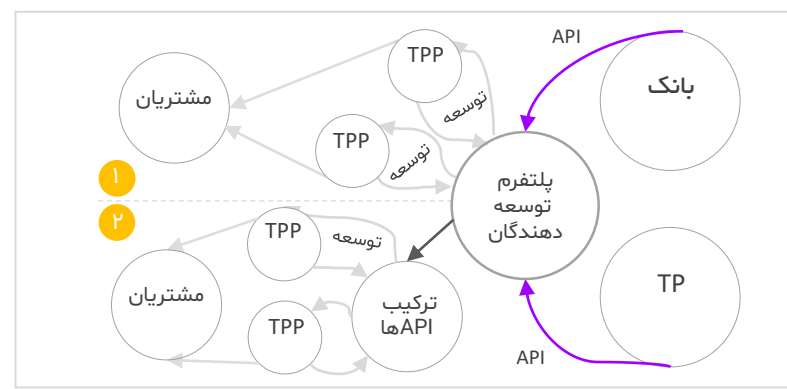 API
بانک
TPP
مشتریان
توسعه
TPP
توسعه
پلتفرم
توسعه
دهندگان
۱
۲
TPP
توسعه
مشتریان
TP
ترکیب
APIها
TPP
API